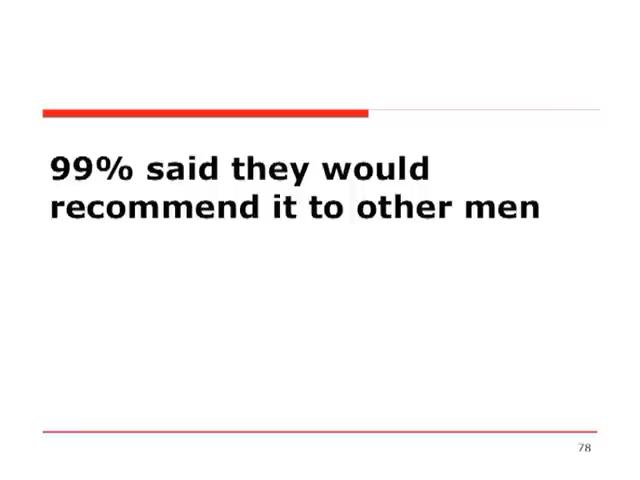 99% said they would
recommend it to other men
78